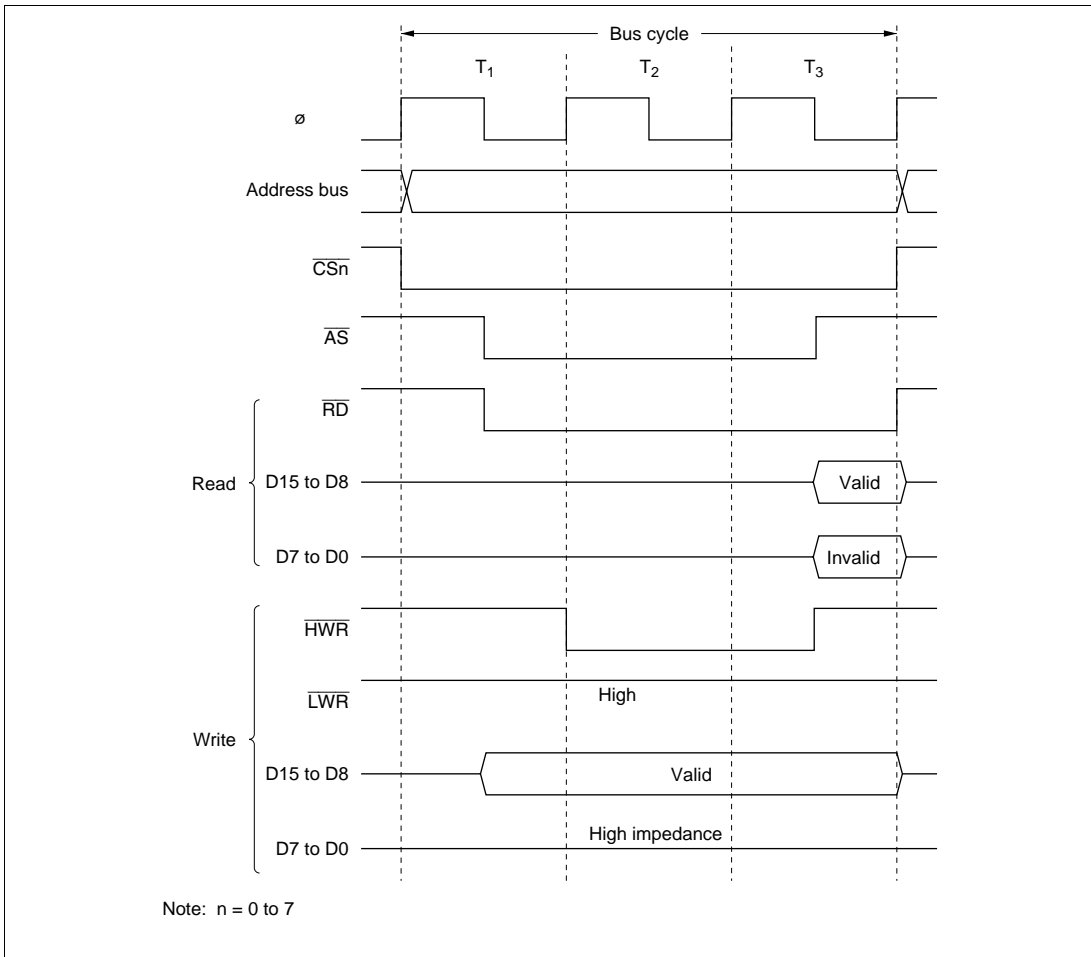 Bus cycle
T1 T2 T3
ø
Address bus
CSn
AS
RD
Read
D15 to D8 Valid
D7 to D0 Invalid
HWR
LWR High
Write
D15 to D8 Valid
D7 to D0 High impedance
Note: n = 0 to 7